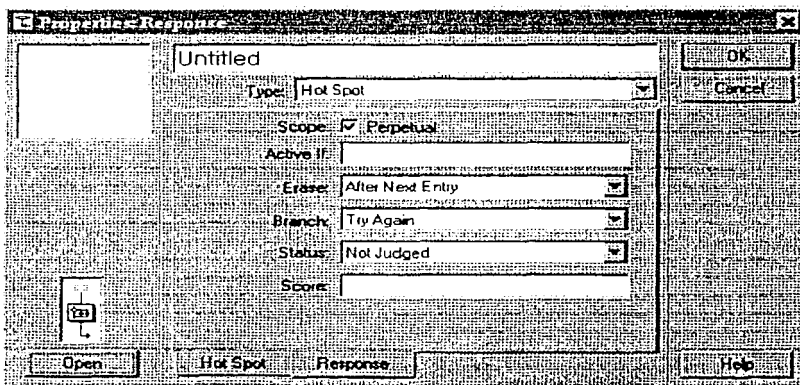 Properties: Response
Untitled
OK
Type: Hot Spot
Cancel
Scope: Perpetual
Active If:
Erase: After Next Entry
Branch: Try Again
Status: Not Judged
Score:
Open
Hot Spot
Response
Help